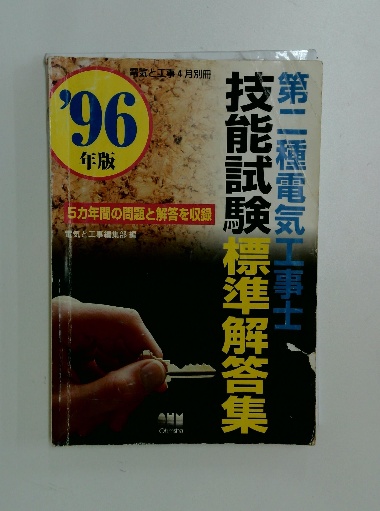 電気と工事4月別冊
'96
年版
第二種電気工事士
技能試験標準解答集
5カ年間の問題と解答を収録
電気と工事編集部 編
Ohmsha